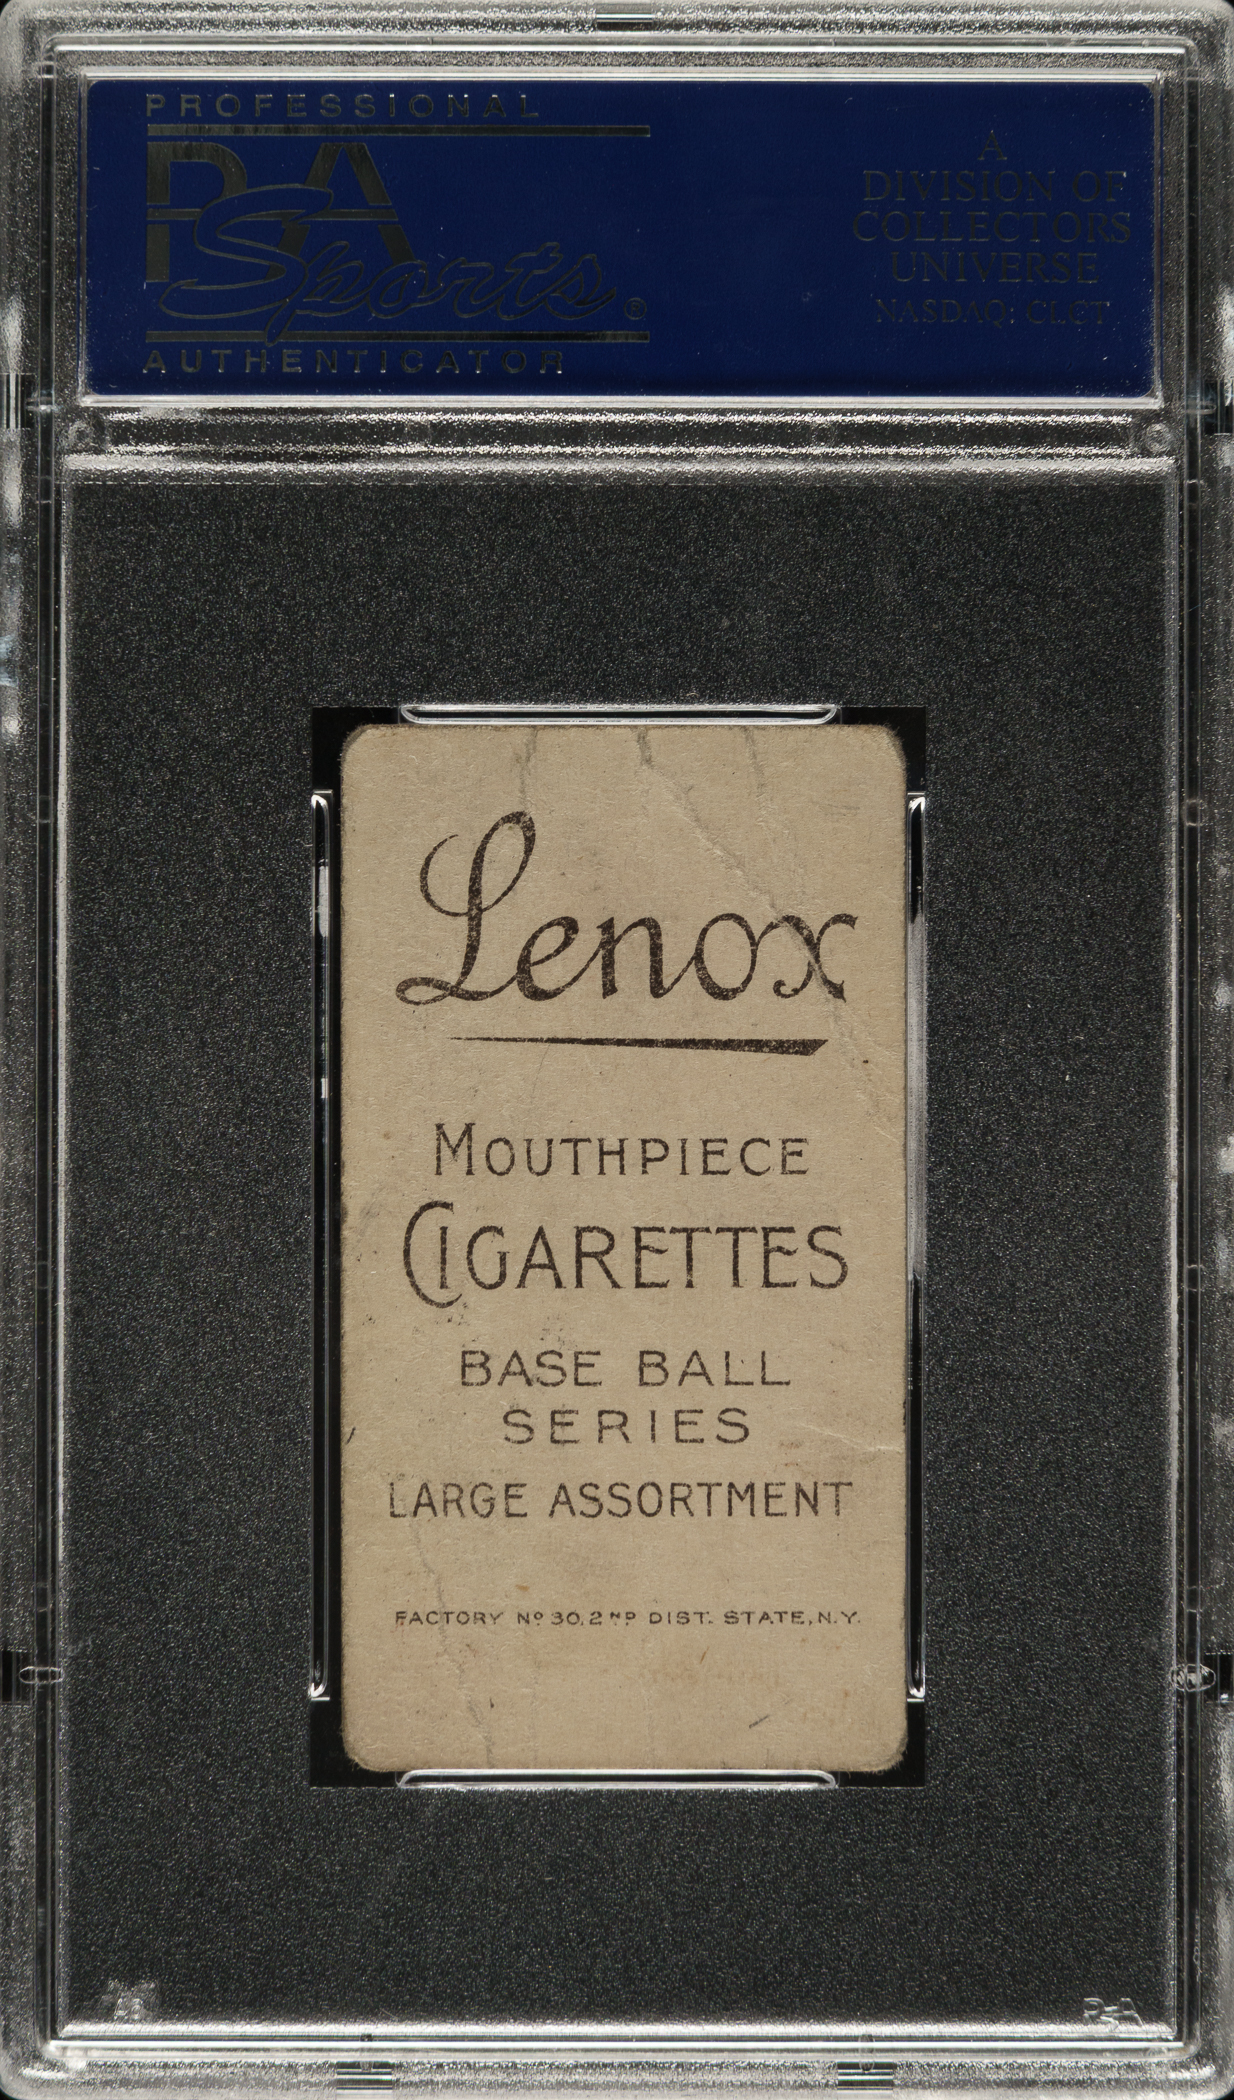 PROFESSIONAL
PSA
Sports ®
AUTHENTICATOR
A
DIVISION OF
COLLECTORS
UNIVERSE
NASDAQ: CLCT
Lenox
MOUTHPIECE
CIGARETTES
BASE BALL
SERIES
LARGE ASSORTMENT
FACTORY Nº 30, 2ND DIST. STATE, N.Y.
PSA